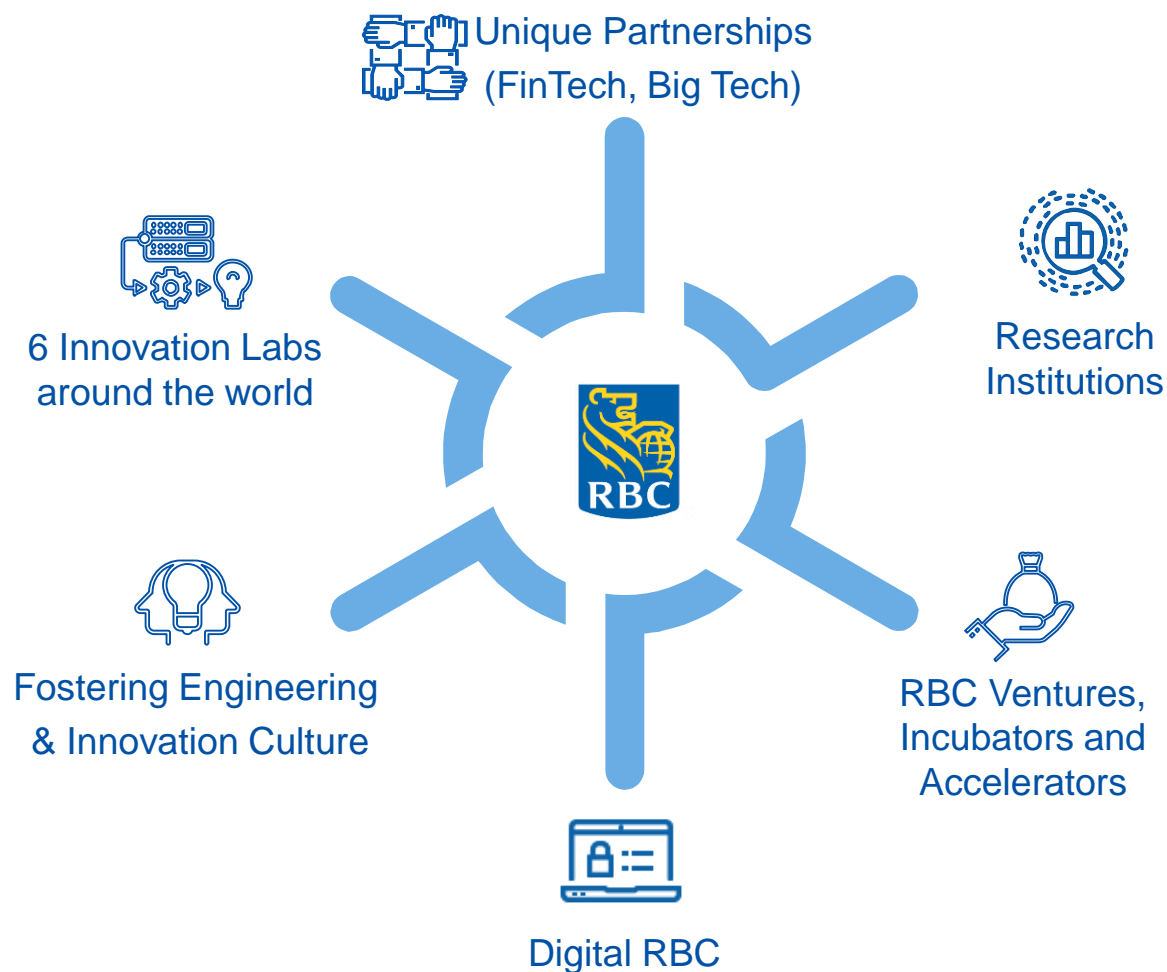 Unique Partnerships
(FinTech, Big Tech)
6 Innovation Labs
around the world
Research
Institutions
RBC
Fostering Engineering
& Innovation Culture
RBC Ventures,
Incubators and
Accelerators
Digital RBC